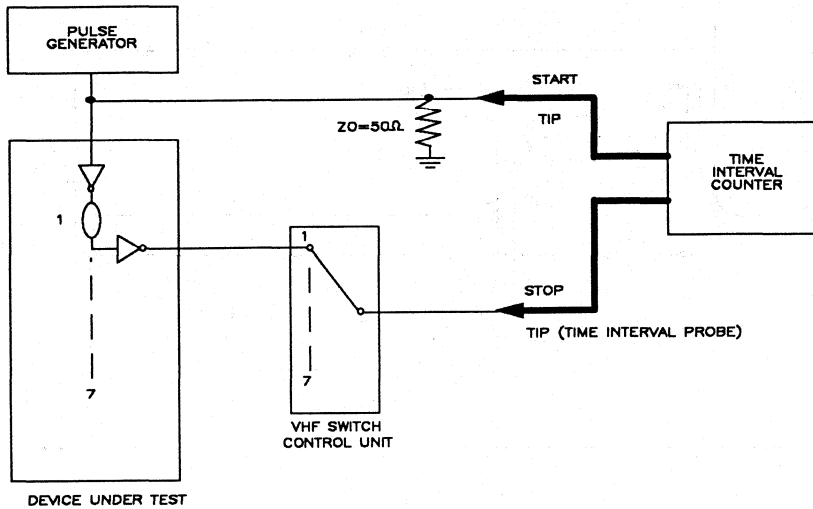 PULSE
GENERATOR
START
TIP
ZO=50Ω
TIME
INTERVAL
COUNTER
1
1
STOP
TIP (TIME INTERVAL PROBE)
7
7
VHF SWITCH
CONTROL UNIT
DEVICE UNDER TEST